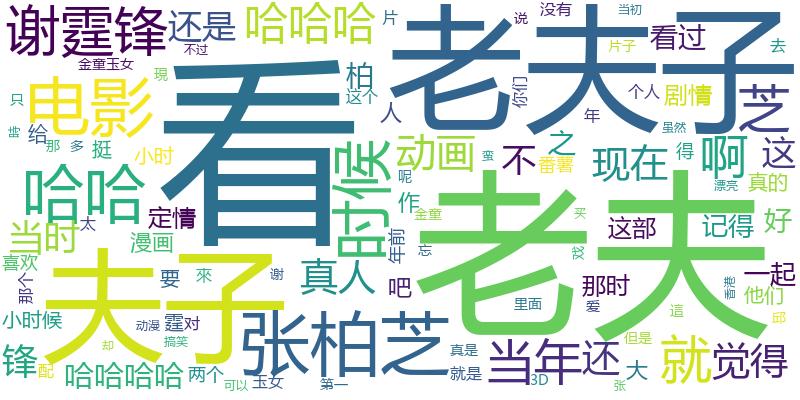 谢霆锋
还是
哈哈哈
片
老夫子
说
没有
当初
片子
看过
去
金童玉女
不过
现
看
柏
这个
人
你们
年
个人
剧情
芝
只
电影
给
那
多
挺
小时
时候
动画
不
之
番薯
虽然
现在
得
啊
这
蛮
呢
漂亮
真的
哈哈
定情
作
金童
老夫
买
这部
记得
好
当时
太
漫画
年前
忘
戏
喜欢
那个
夫子
要
來
谢
真人
吧
里面
那时
爱
香港
一起
他们
小时候
动漫
霆
对
搞笑
却
張
這
邱
但是
锋
配
哈哈哈哈
两个
可以
玉女
第一
张柏芝
真是
就是
当年
3D
还
大
张
就
觉得